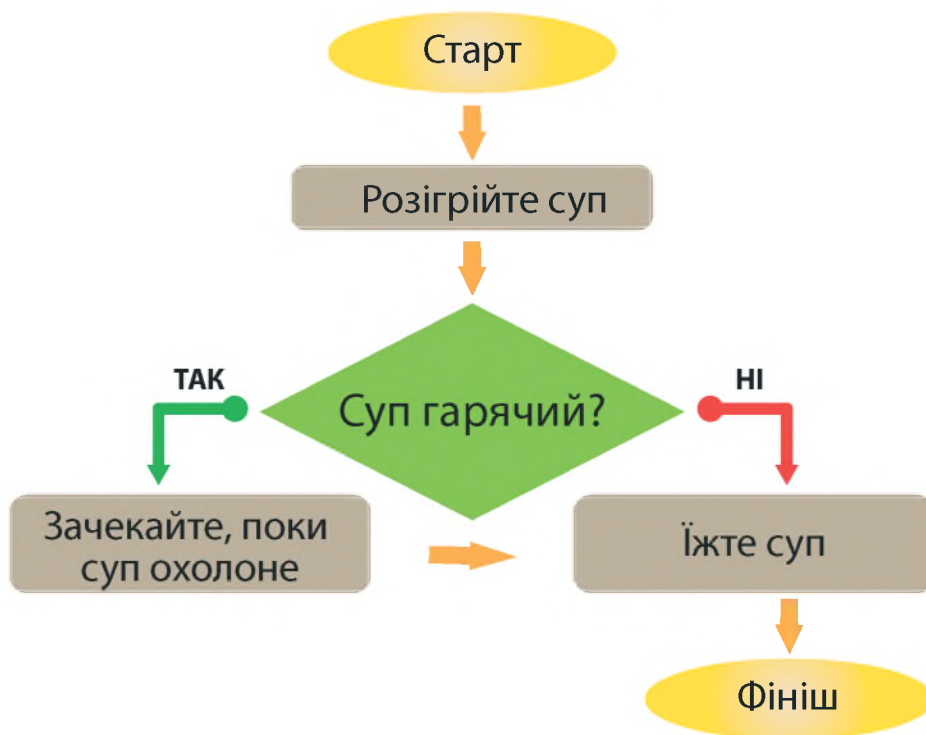 Старт
Розігрійте суп
Суп гарячий?
ТАК
НІ
Зачекайте, поки
суп охолоне
Їжте суп
Фініш